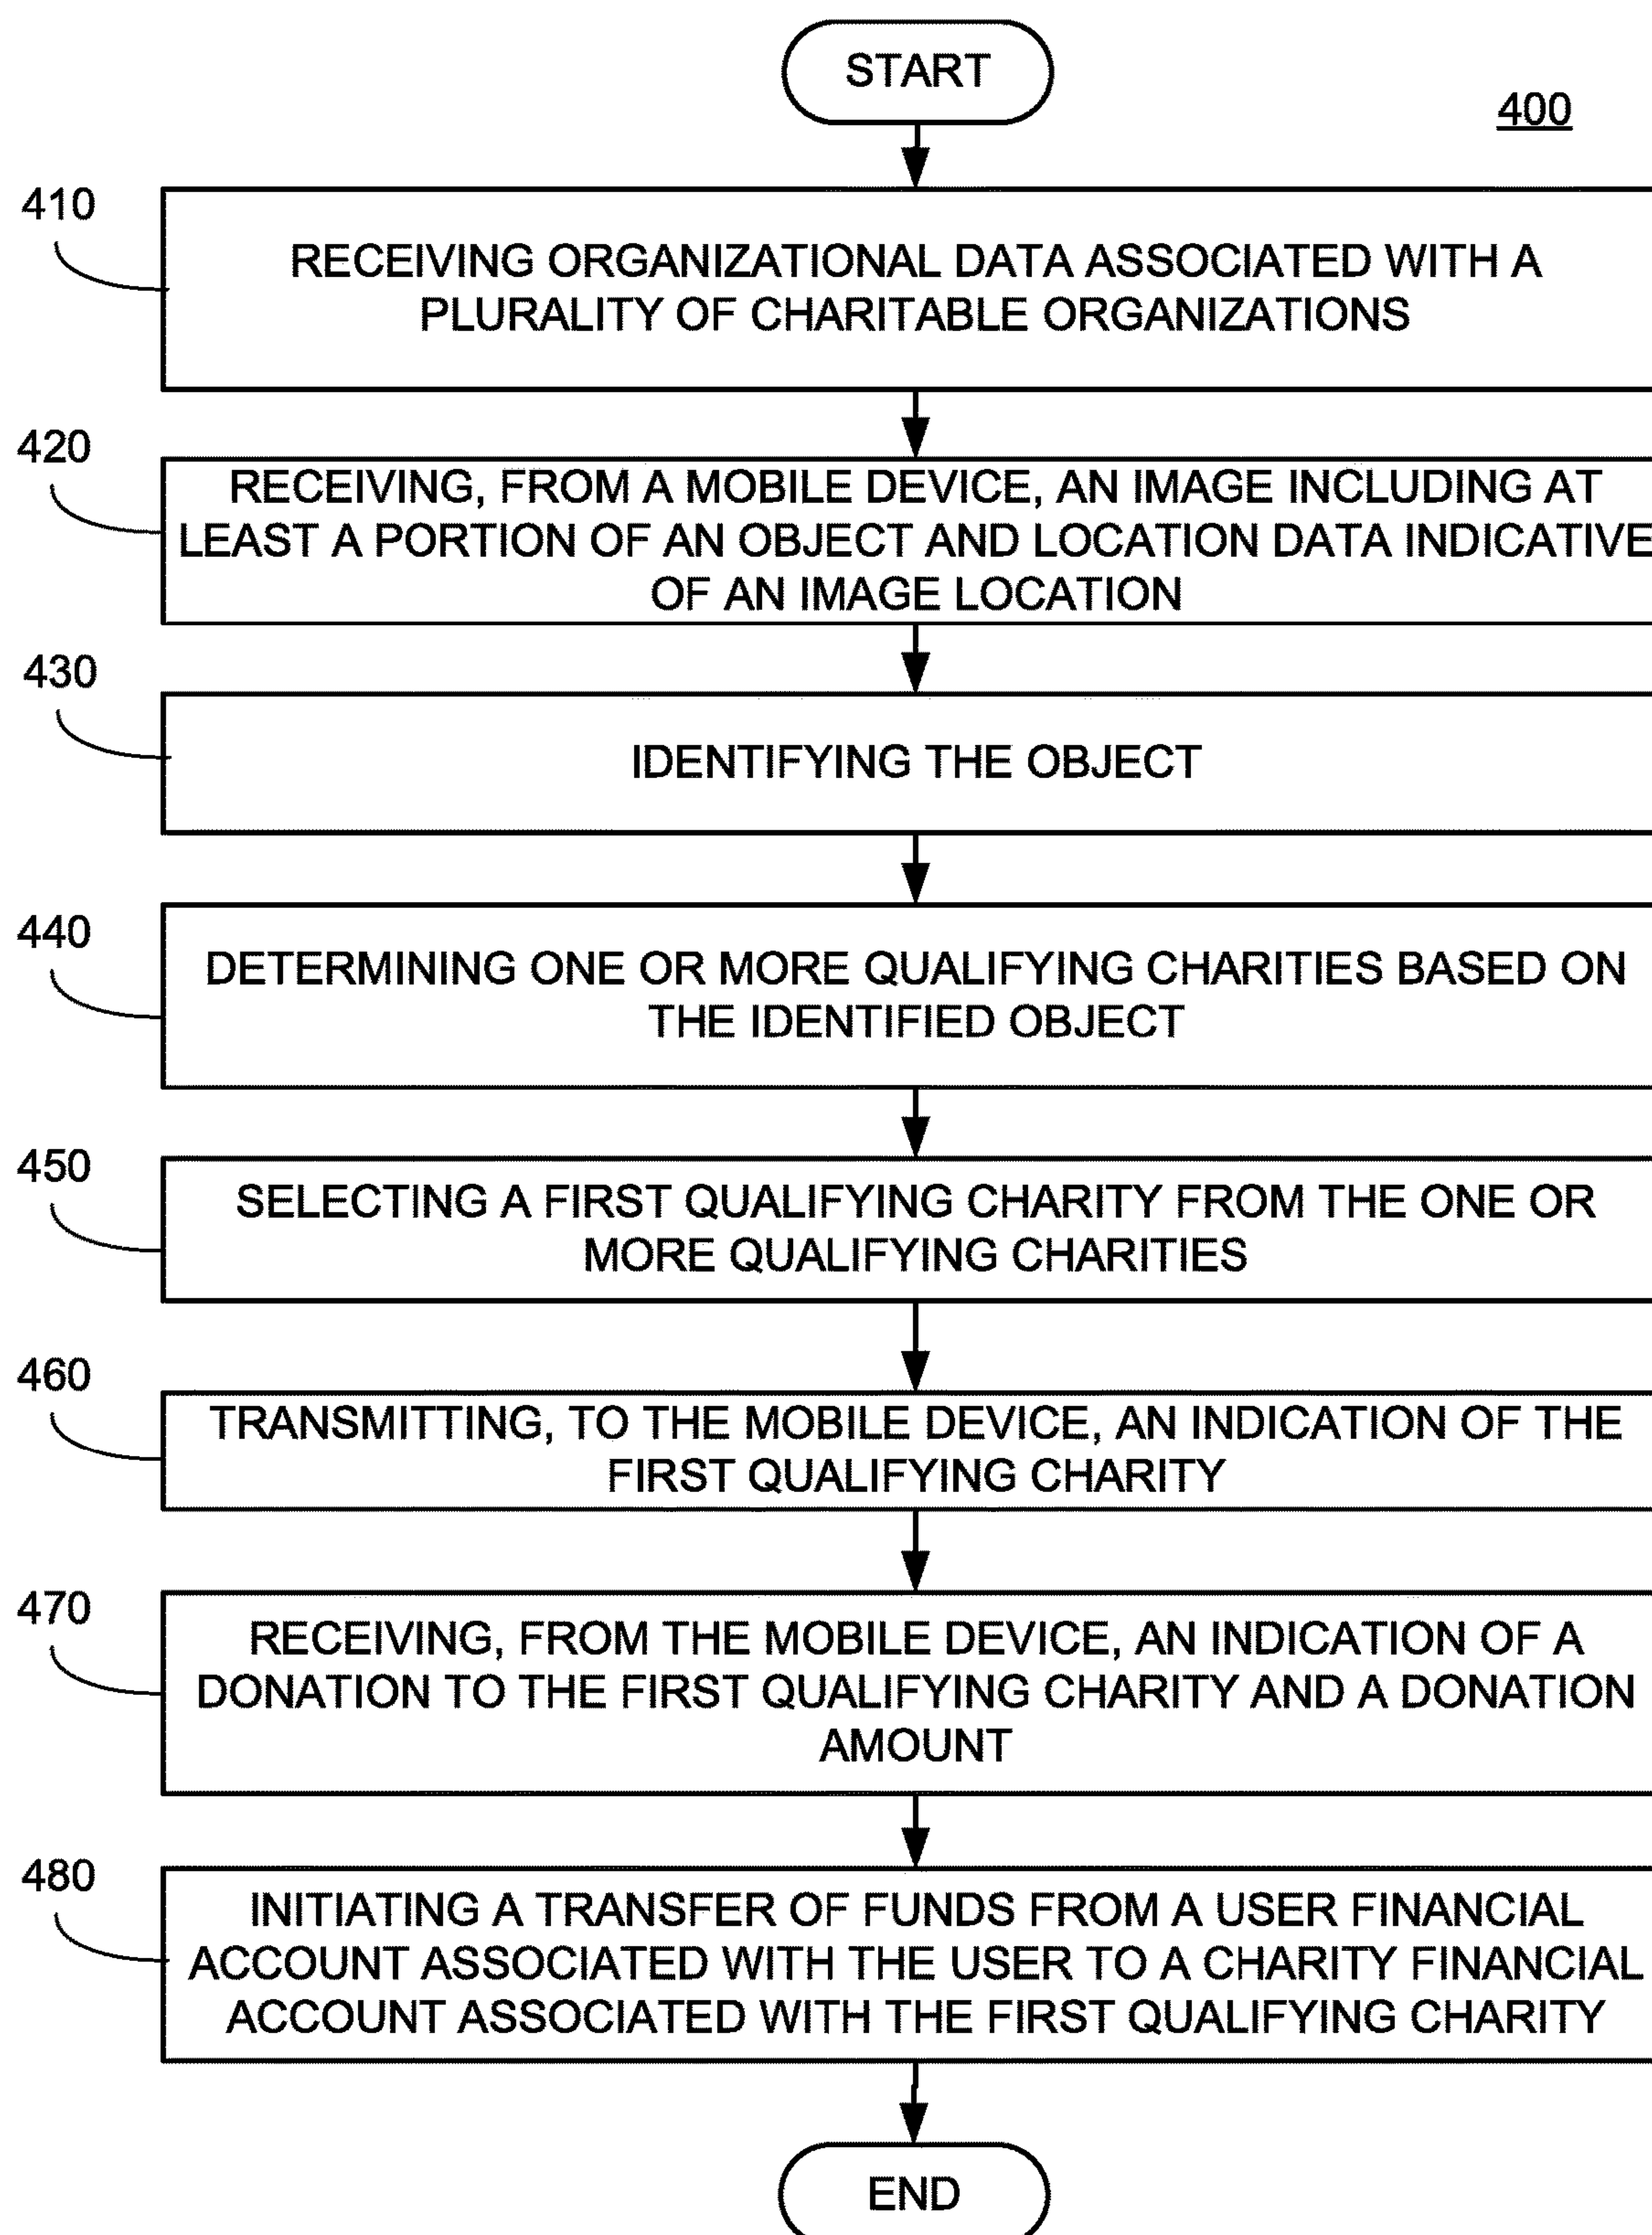 START
400
410
RECEIVING ORGANIZATIONAL DATA ASSOCIATED WITH A
PLURALITY OF CHARITABLE ORGANIZATIONS
420
RECEIVING, FROM A MOBILE DEVICE, AN IMAGE INCLUDING AT
LEAST A PORTION OF AN OBJECT AND LOCATION DATA INDICATIVE
OF AN IMAGE LOCATION
430
IDENTIFYING THE OBJECT
440
DETERMINING ONE OR MORE QUALIFYING CHARITIES BASED ON
THE IDENTIFIED OBJECT
450
SELECTING A FIRST QUALIFYING CHARITY FROM THE ONE OR
MORE QUALIFYING CHARITIES
460
TRANSMITTING, TO THE MOBILE DEVICE, AN INDICATION OF THE
FIRST QUALIFYING CHARITY
470
RECEIVING, FROM THE MOBILE DEVICE, AN INDICATION OF A
DONATION TO THE FIRST QUALIFYING CHARITY AND A DONATION
AMOUNT
480
INITIATING A TRANSFER OF FUNDS FROM A USER FINANCIAL
ACCOUNT ASSOCIATED WITH THE USER TO A CHARITY FINANCIAL
ACCOUNT ASSOCIATED WITH THE FIRST QUALIFYING CHARITY
END